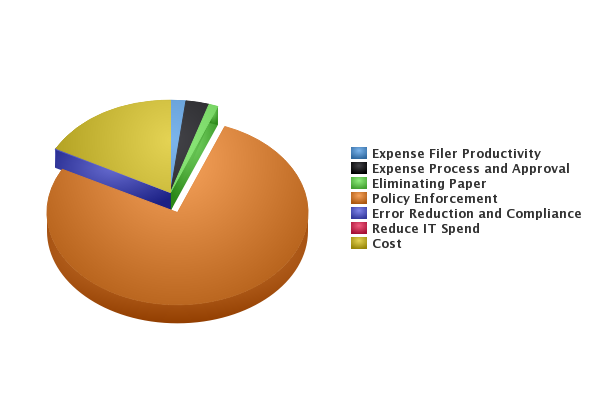 Expense Filer Productivity
Expense Process and Approval
Eliminating Paper
Policy Enforcement
Error Reduction and Compliance
Reduce IT Spend
Cost